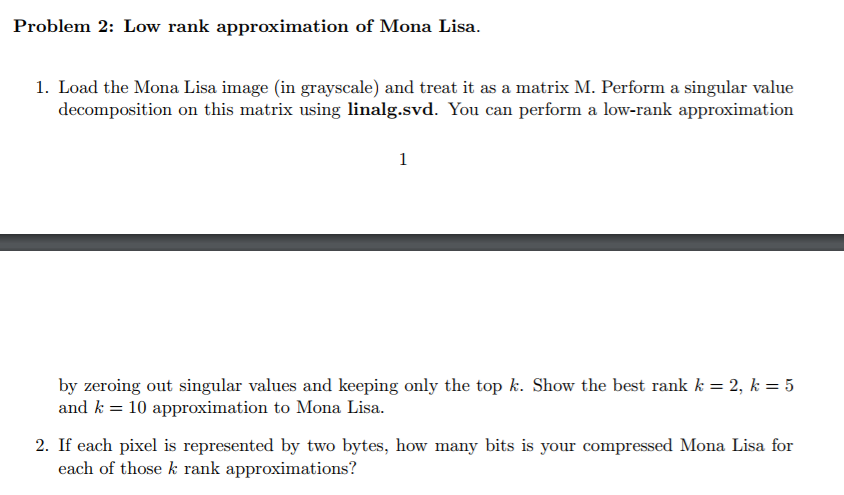 Problem 2: Low rank approximation of Mona Lisa.
1. Load the Mona Lisa image (in grayscale) and treat it as a matrix M. Perform a singular value
decomposition on this matrix using linalg.svd. You can perform a low-rank approximation
1
by zeroing out singular values and keeping only the top k. Show the best rank k = 2, k = 5
and k = 10 approximation to Mona Lisa.
2. If each pixel is represented by two bytes, how many bits is your compressed Mona Lisa for
each of those k rank approximations?